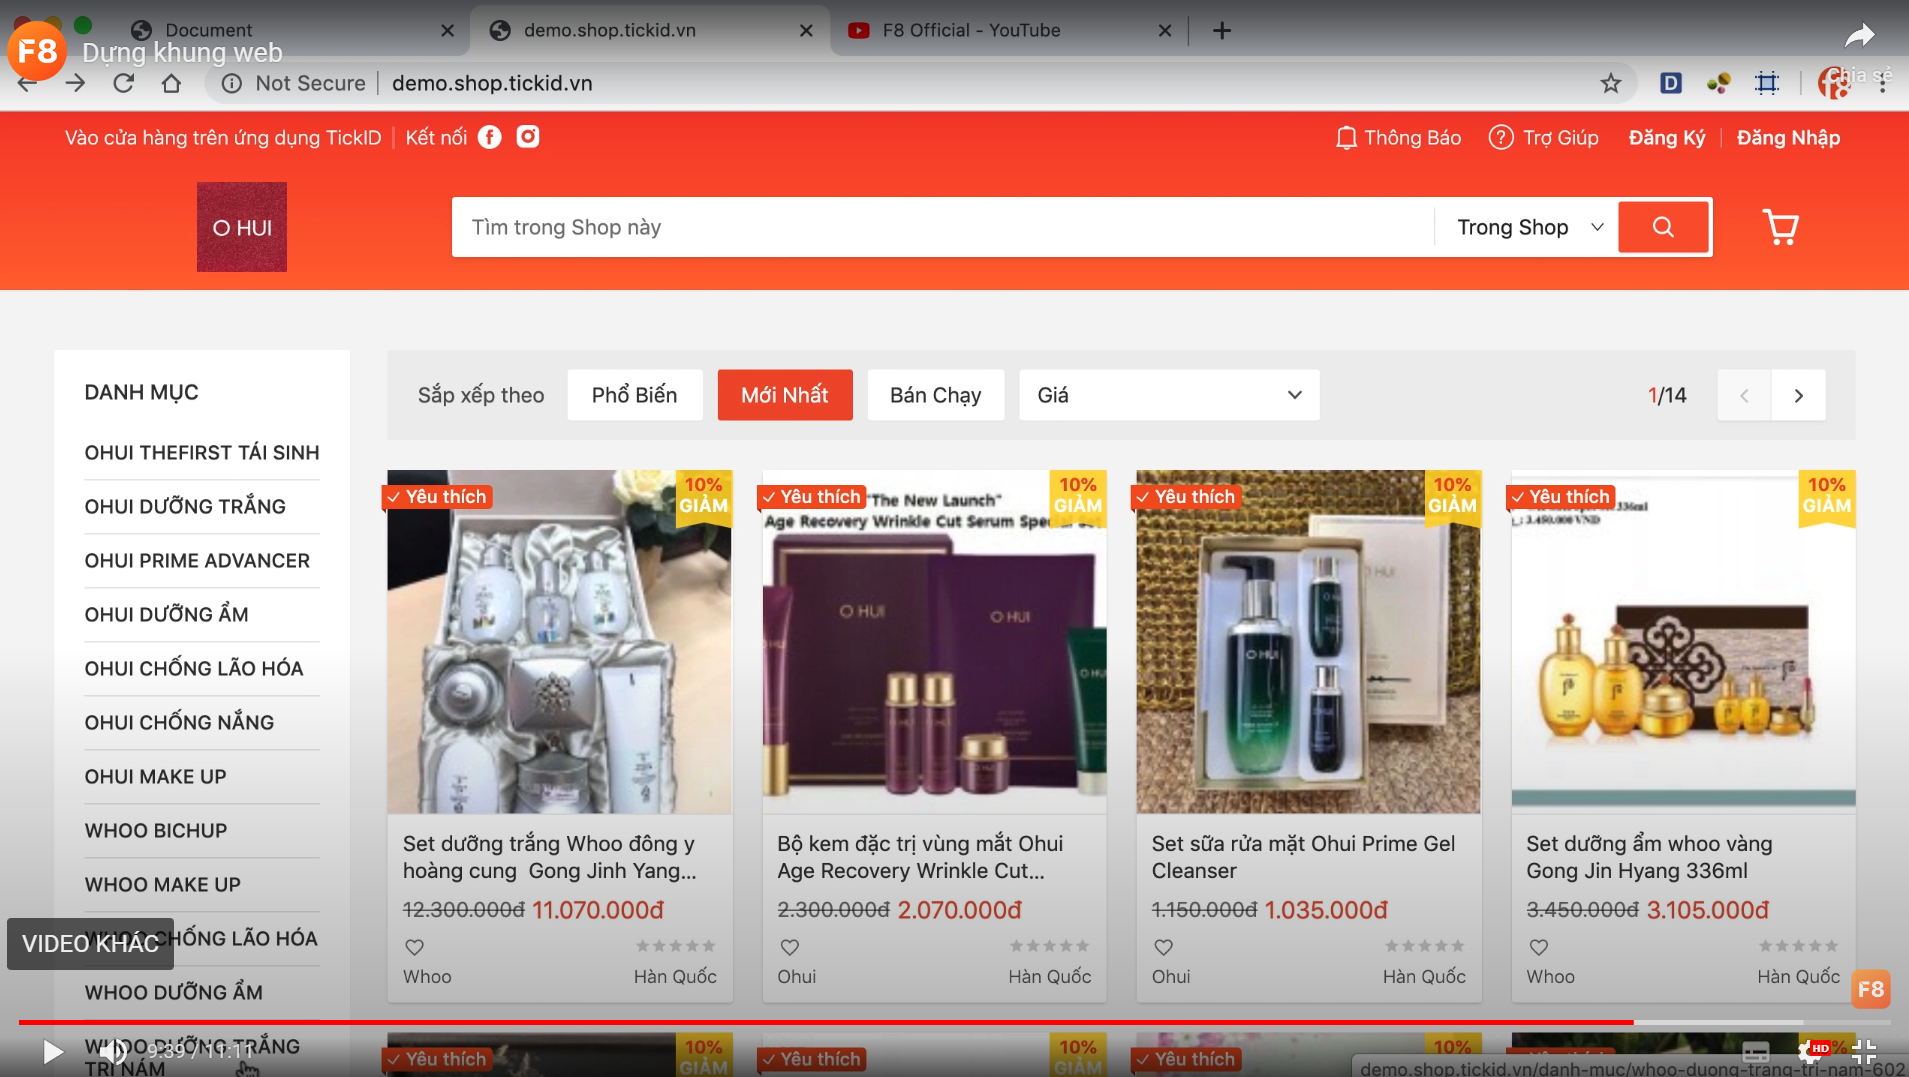 Document
demo.shop.tickid.vn
F8 Official - YouTube
F8
Dựng khung web
Chia sẻ
Not Secure
demo.shop.tickid.vn
Vào cửa hàng trên ứng dụng TickID
Kết nối
Thông Báo
Trợ Giúp
Đăng Ký
Đăng Nhập
O HUI
Tìm trong Shop này
Trong Shop
DANH MỤC
OHUI THEFIRST TÁI SINH
OHUI DƯỠNG TRẮNG
OHUI PRIME ADVANCER
OHUI DƯỠNG ẨM
OHUI CHỐNG LÃO HÓA
OHUI CHỐNG NẮNG
OHUI MAKE UP
WHOO BICHUP
WHOO MAKE UP
WHOO CHỐNG LÃO HÓA
WHOO DƯỠNG ẨM
WHOO DƯỠNG TRẮNG
TRỊ NÁM
Sắp xếp theo
Phổ Biến
Mới Nhất
Bán Chạy
Giá
1/14
Yêu thích
10%
GIẢM
Set dưỡng trắng Whoo đông y
hoàng cung Gong Jinh Yang...
12.300.000đ 11.070.000đ
Whoo
Hàn Quốc
Yêu thích
10%
GIẢM
"The New Launch"
Age Recovery Wrinkle Cut Serum Special Set
O HUI
O HUI
Bộ kem đặc trị vùng mắt Ohui
Age Recovery Wrinkle Cut...
2.300.000đ 2.070.000đ
Ohui
Hàn Quốc
Yêu thích
10%
GIẢM
O HUI
O HUI
Set sữa rửa mặt Ohui Prime Gel
Cleanser
1.150.000đ 1.035.000đ
Ohui
Hàn Quốc
Yêu thích
10%
GIẢM
336ml
: 3.450.000 VND
Set dưỡng ẩm whoo vàng
Gong Jin Hyang 336ml
3.450.000đ 3.105.000đ
Whoo
Hàn Quốc
VIDEO KHÁC
F8
Yêu thích
10%
GIẢM
Yêu thích
10%
GIẢM
Yêu thích
10%
9:39 / 11:11
HD
demo.shop.tickid.vn/danh-muc/whoo-duong-trang-tri-nam-602